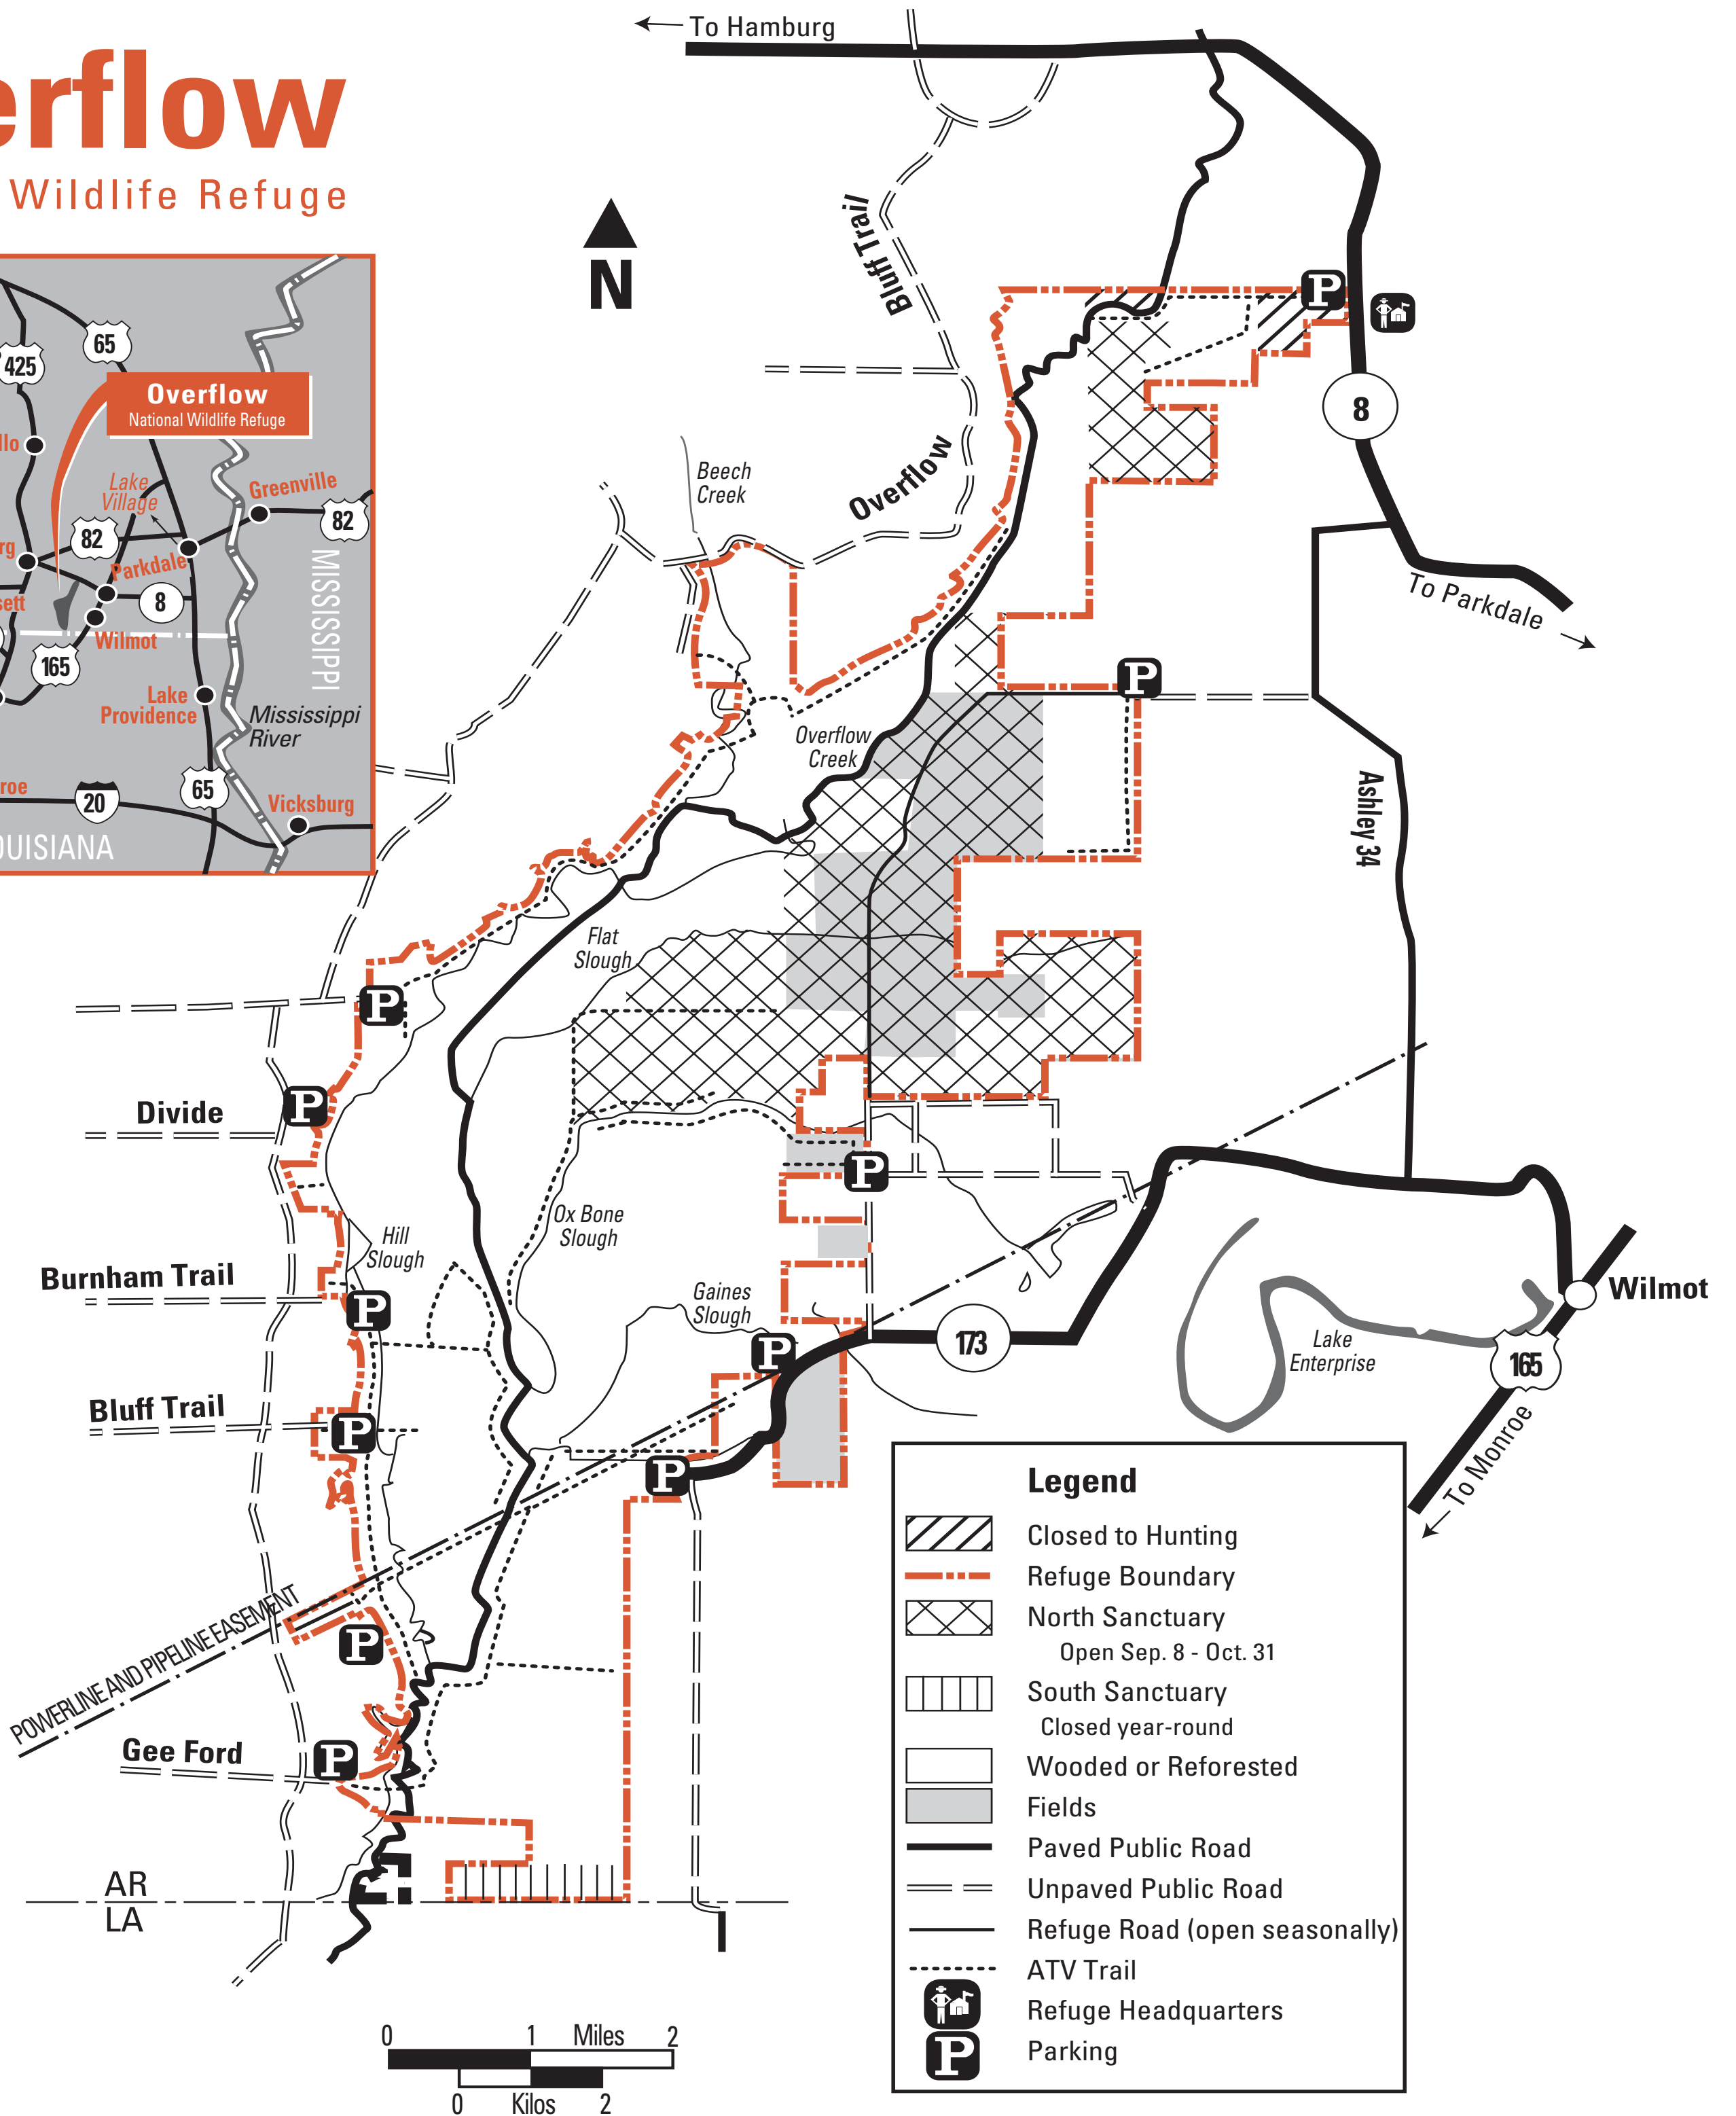 erflow
Wildlife Refuge
To Hamburg
N
Bluff Trail
Overflow
Beech
Creek
8
To Parkdale
Ashley 34
Overflow
Creek
Flat
Slough
Divide
Burnham Trail
Hill
Slough
Ox Bone
Slough
Gaines
Slough
Bluff Trail
173
Lake
Enterprise
Wilmot
165
To Monroe
POWERLINE AND PIPELINE EASEMENT
Gee Ford
AR
LA
P
P
P
P
P
P
P
P
P
P
P
65
425
Overflow
National Wildlife Refuge
llo
Lake
Village
Greenville
82
82
rg
Parkdale
8
sett
Wilmot
165
MISSISSIPPI
Lake
Providence
Mississippi
River
65
roe
20
Vicksburg
OUISIANA
Legend
Closed to Hunting
Refuge Boundary
North Sanctuary
Open Sep. 8 - Oct. 31
South Sanctuary
Closed year-round
Wooded or Reforested
Fields
Paved Public Road
Unpaved Public Road
Refuge Road (open seasonally)
ATV Trail
Refuge Headquarters
P Parking
0 1 Miles 2
0 Kilos 2